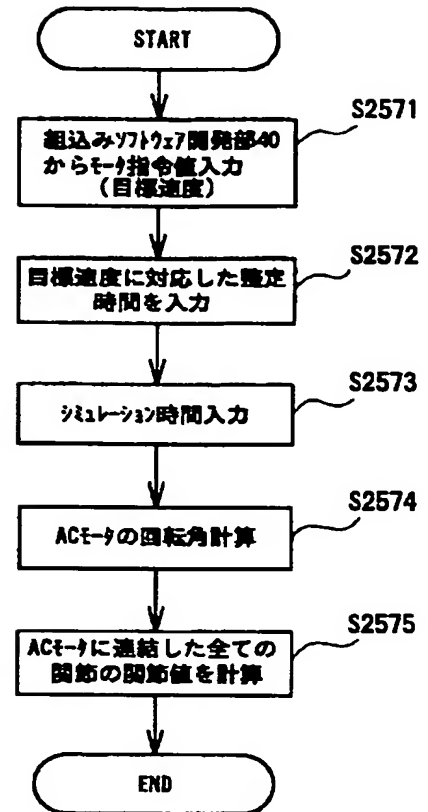 START
S2571
組込みｿﾌﾄｳｪｱ開発部40
からﾓｰﾀ指令値入力
(目標速度)
S2572
目標速度に対応した整定
時間を入力
S2573
ｼﾐｭﾚｰｼｮﾝ時間入力
S2574
ACﾓｰﾀの回転角計算
S2575
ACﾓｰﾀに連結した全ての
関節の関節値を計算
END